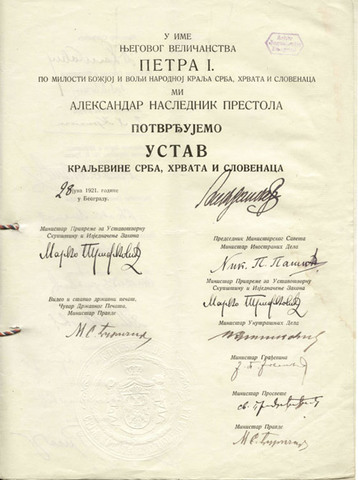 У ИМЕ
ЊЕГОВОГ ВЕЛИЧАНСТВА
ПЕТРА I.
ПО МИЛОСТИ БОЖЈОЈ И ВОЉИ НАРОДНОЈ КРАЉА СРБА, ХРВАТА И СЛОВЕНАЦА
МИ
АЛЕКСАНДАР НАСЛЕДНИК ПРЕСТОЛА
ПОТВРЂУЈЕМО
УСТАВ
КРАЉЕВИНЕ СРБА, ХРВАТА И СЛОВЕНАЦА
28 јуна 1921. године
у Београду.
Министар Припреме за Уставотворну
Скупштину и Изједначење Закона
Марко Трифковић
Видео и ставио државни печат,
Чувар Државног Печата,
Министар Правде
М. С. Ђуричић
Председник Министарског Савета
Министар Иностраних Дела
Ник. П. Пашић
Министар Припреме за Уставотворну
Скупштину и Изједначење Закона
Марко Трифковић
Министар Унутрашњих Дела
Министар Грађевина
Министар Просвете
Министар Правде
М. С. Ђуричић